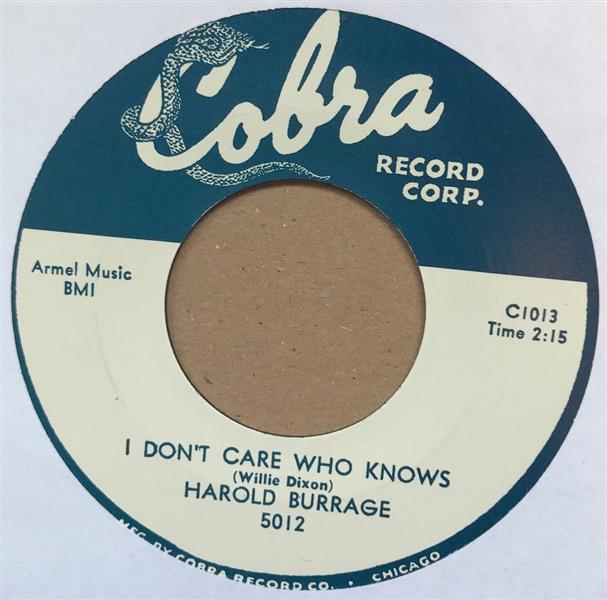 Cobra
RECORD
CORP.
Armel Music
BMI
C1013
Time 2:15
I DON'T CARE WHO KNOWS
(Willie Dixon)
HAROLD BURRAGE
5012
MFG. BY COBRA RECORD CO. • CHICAGO